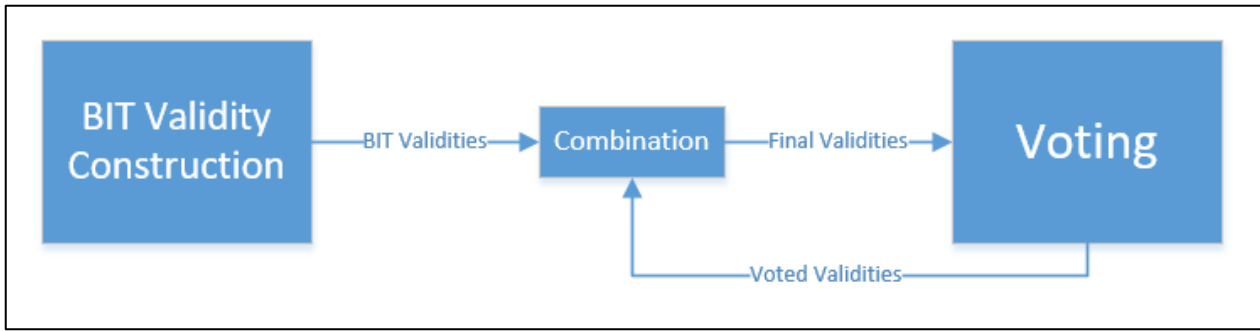 BIT Validity
Construction
BIT Validities
Combination
Final Validities
Voting
Voted Validities